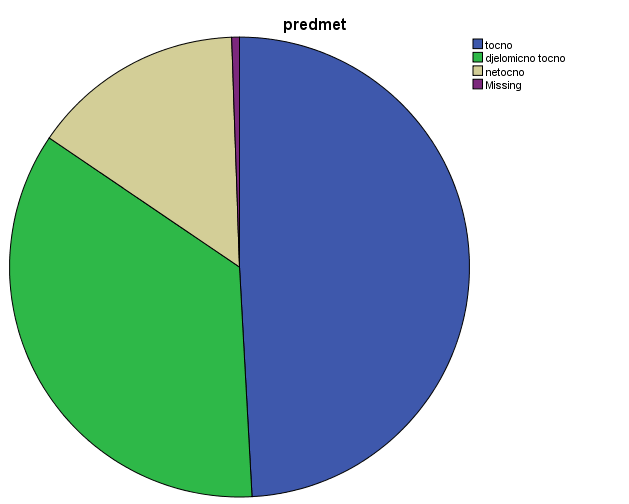 predmet
tocno
djelomicno tocno
netocno
Missing